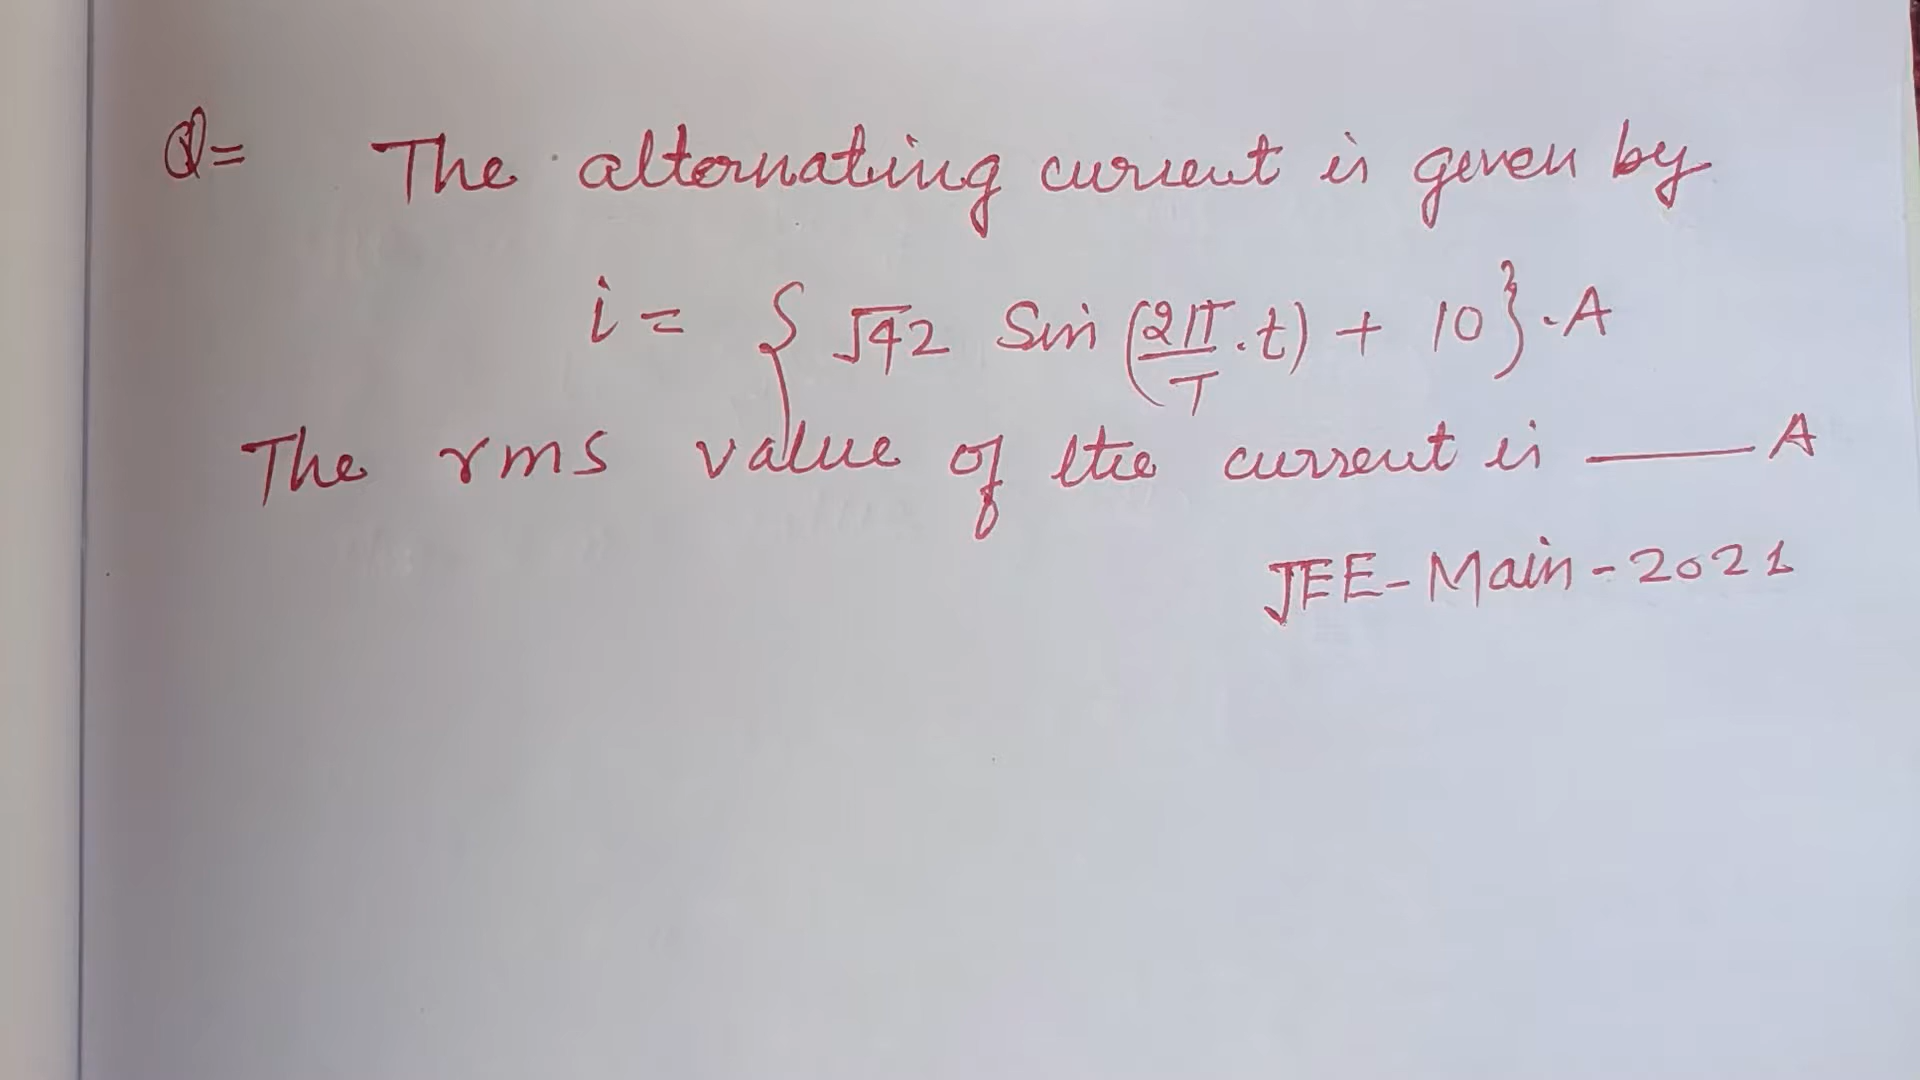 Q= The alternating current is given by
i = { √42 Sin (2π/T . t) + 10 } . A
The rms value of the current is ____ A
JEE-Main-2021